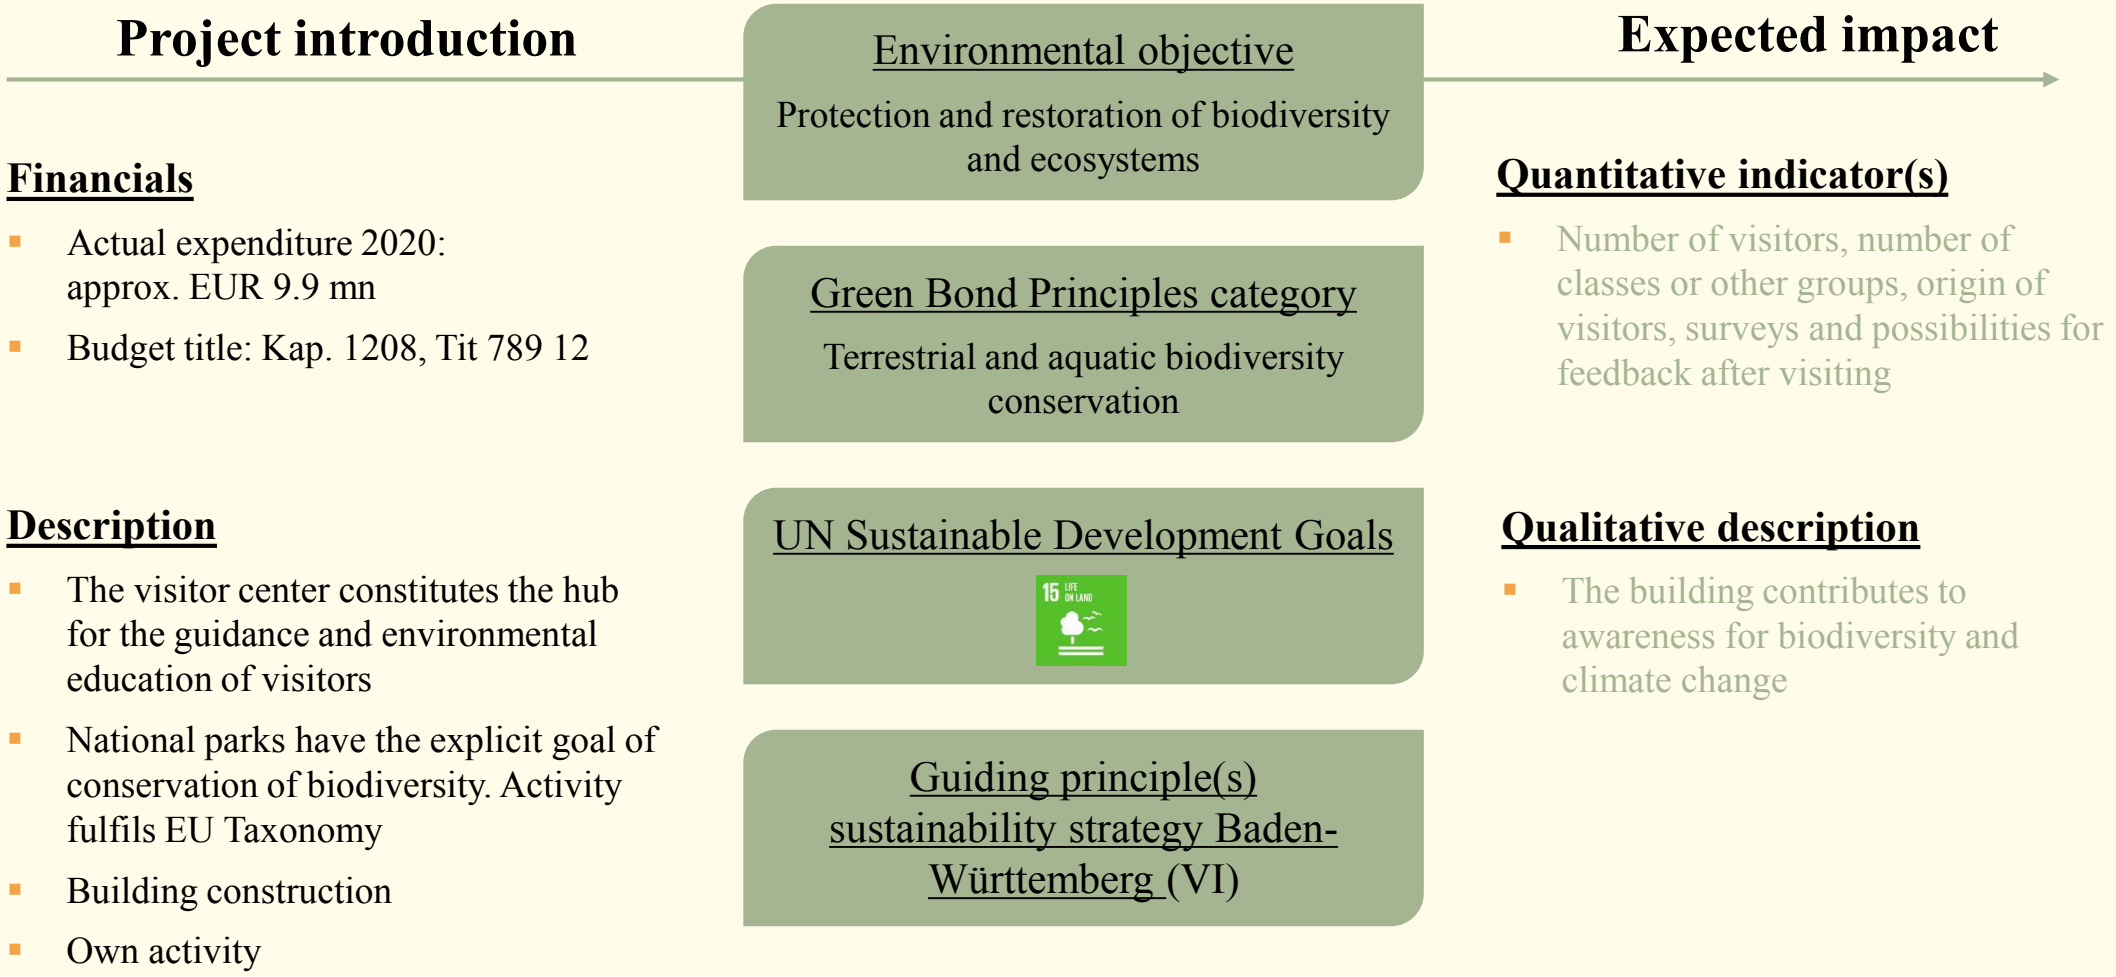 Project introduction
Financials
Actual expenditure 2020:
approx. EUR 9.9 mn
Budget title: Kap. 1208, Tit 789 12
Description
The visitor center constitutes the hub
for the guidance and environmental
education of visitors
National parks have the explicit goal of
conservation of biodiversity. Activity
fulfils EU Taxonomy
Building construction
Own activity
Environmental objective
Protection and restoration of biodiversity
and ecosystems
Green Bond Principles category
Terrestrial and aquatic biodiversity
conservation
UN Sustainable Development Goals
15 LIFE
ON LAND
Guiding principle(s)
sustainability strategy Baden-
Württemberg (VI)
Expected impact
Quantitative indicator(s)
Number of visitors, number of
classes or other groups, origin of
visitors, surveys and possibilities for
feedback after visiting
Qualitative description
The building contributes to
awareness for biodiversity and
climate change